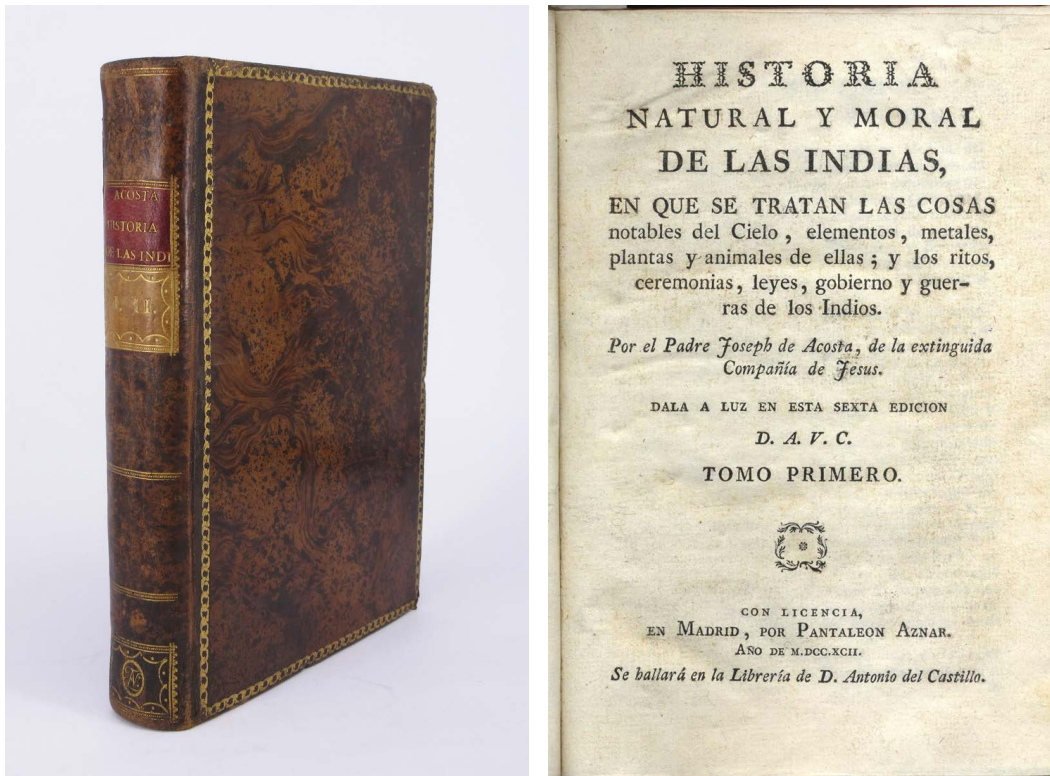 ACOSTA
HISTORIA
DE LAS INDI
II.
HISTORIA
NATURAL Y MORAL
DE LAS INDIAS,
EN QUE SE TRATAN LAS COSAS
notables del Cielo, elementos, metales,
plantas y animales de ellas; y los ritos,
ceremonias, leyes, gobierno y guer-
ras de los Indios.
Por el Padre Joseph de Acosta, de la extinguida
Compañía de Jesus.
DALA A LUZ EN ESTA SEXTA EDICION
D. A. V. C.
TOMO PRIMERO.
CON LICENCIA,
EN MADRID, POR PANTALEON AZNAR.
AÑO DE M.DCC.XCII.
Se hallará en la Librería de D. Antonio del Castillo.